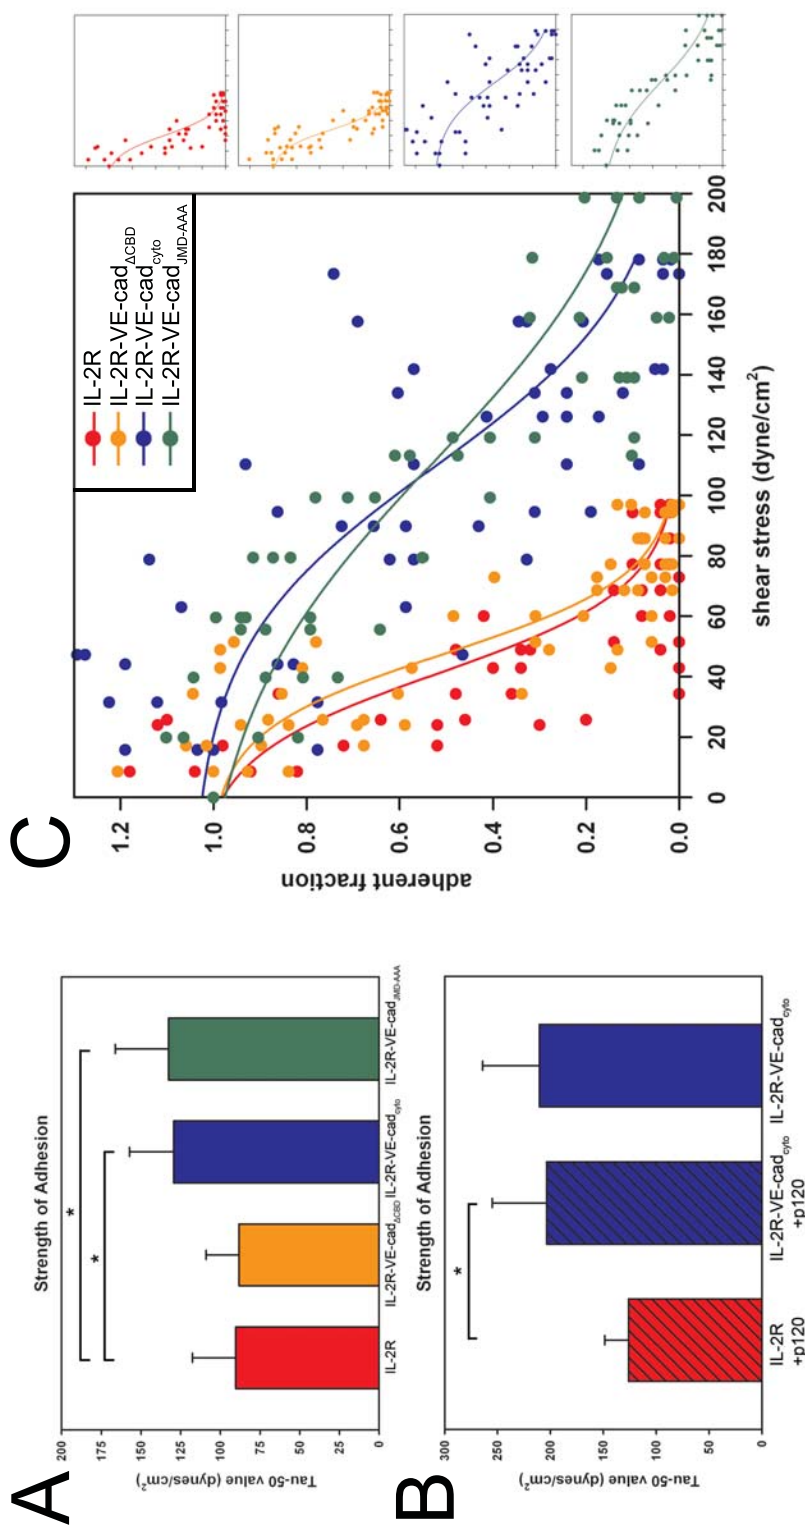 A
Strength of Adhesion
Tau-50 value (dynes/cm²)
200
175
150
125
100
75
50
25
0
*
*
IL-2R
IL-2R-VE-cadΔCBD
IL-2R-VE-cadcyto
IL-2R-VE-cadJMD-AAA
B
Strength of Adhesion
Tau-50 value (dynes/cm²)
300
250
200
150
100
50
0
*
IL-2R
+p120
IL-2R-VE-cadcyto
+p120
IL-2R-VE-cadcyto
C
adherent fraction
1.2
1.0
0.8
0.6
0.4
0.2
0.0
0 20 40 60 80 100 120 140 160 180 200
shear stress (dyne/cm²)
IL-2R
IL-2R-VE-cadΔCBD
IL-2R-VE-cadcyto
IL-2R-VE-cadJMD-AAA